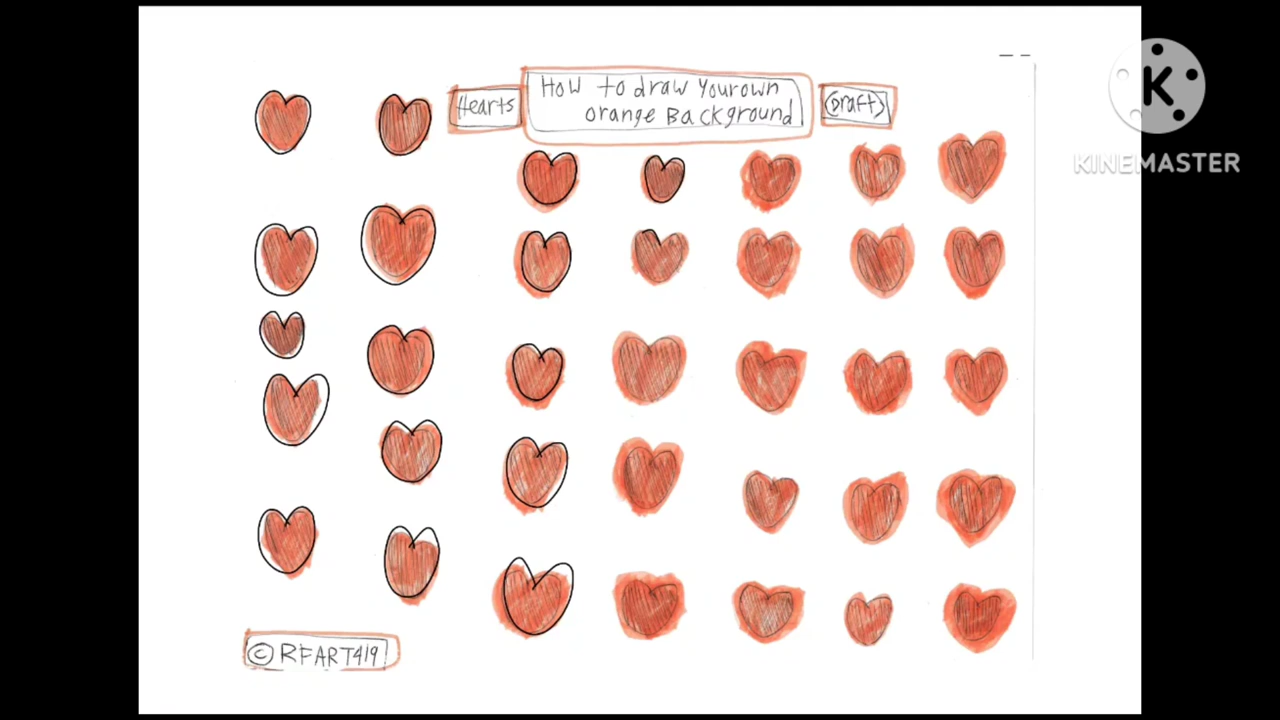 Hearts
How to draw Yourown
orange Background
(Draft)
K
KINEMASTER
© RFART419